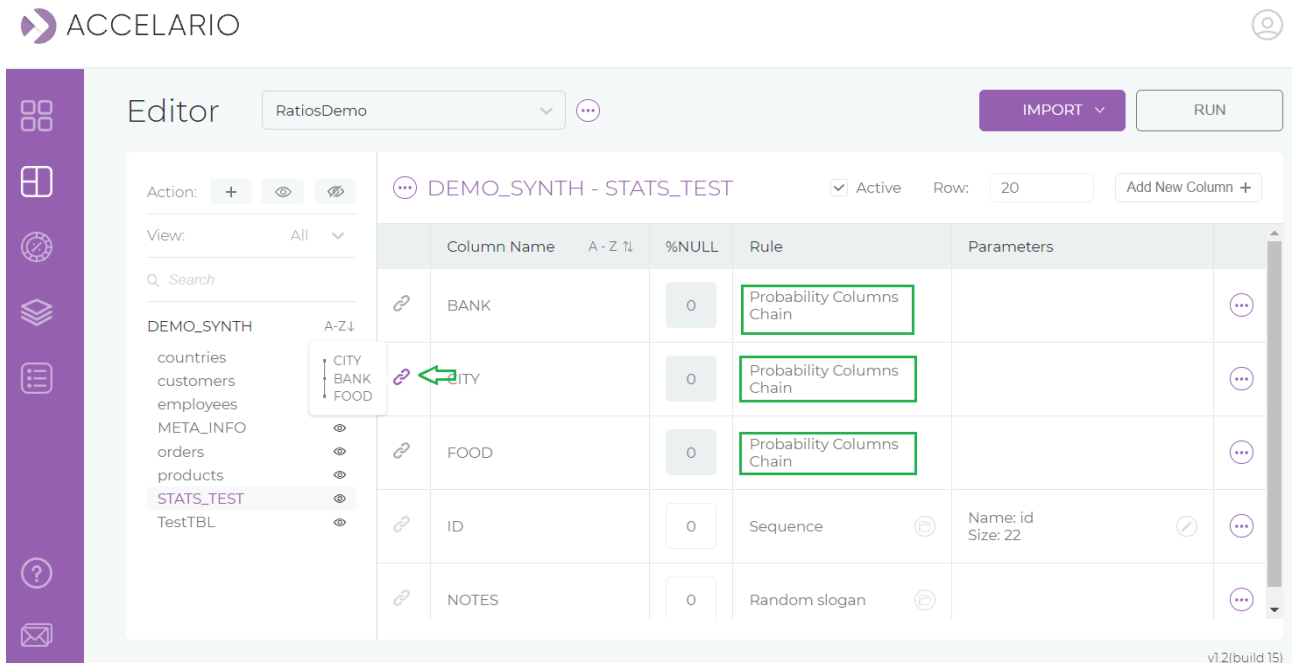 ACCELARIO
Editor
RatiosDemo
IMPORT
RUN
Action:
View:
All
Search
DEMO_SYNTH
A-Z↓
countries
customers
employees
META_INFO
orders
products
STATS_TEST
TestTBL
CITY
BANK
FOOD
DEMO_SYNTH - STATS_TEST
Active
Row:
20
Add New Column +
Column Name
A - Z
%NULL
Rule
Parameters
BANK
0
Probability Columns
Chain
CITY
0
Probability Columns
Chain
FOOD
0
Probability Columns
Chain
ID
0
Sequence
Name: id
Size: 22
NOTES
0
Random slogan
v1.2(build 15)